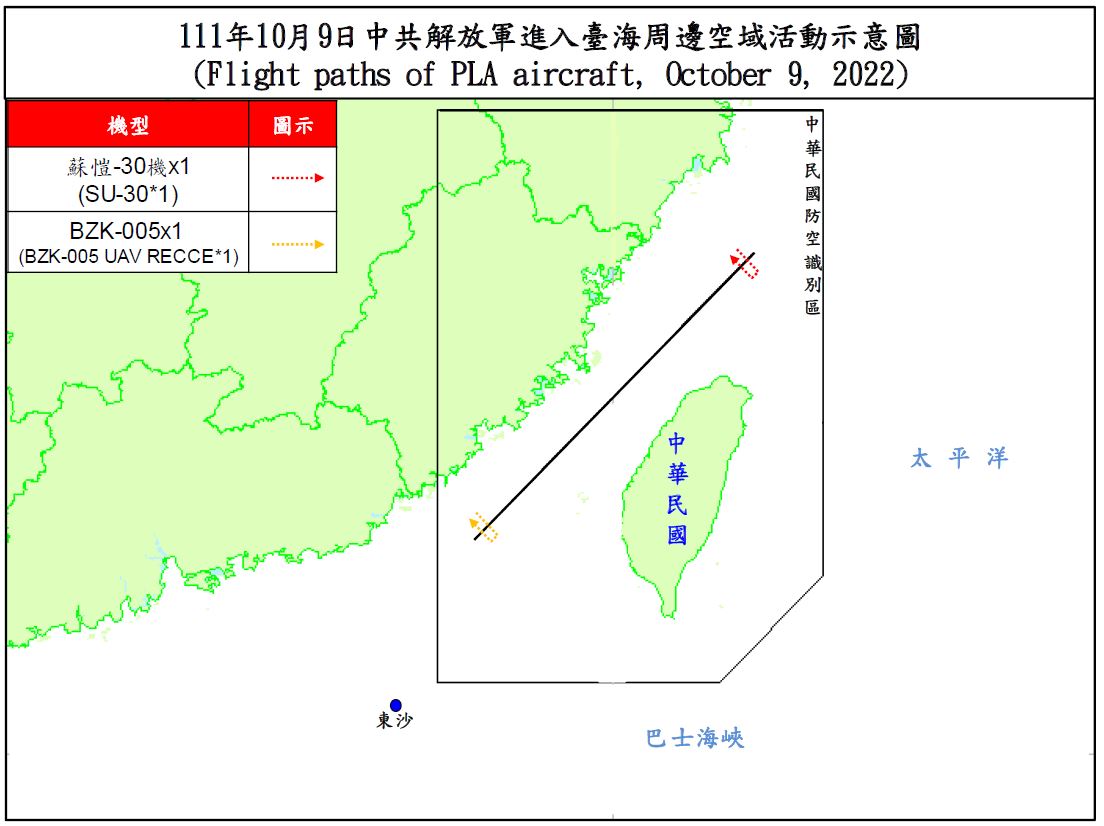 111年10月9日中共解放軍進入臺海周邊空域活動示意圖
(Flight paths of PLA aircraft, October 9, 2022)
機型 圖示
蘇愷-30機x1
(SU-30*1)
BZK-005x1
(BZK-005 UAV RECCE*1)
中華民國防空識別區
中華民國
太平洋
東沙
巴士海峽